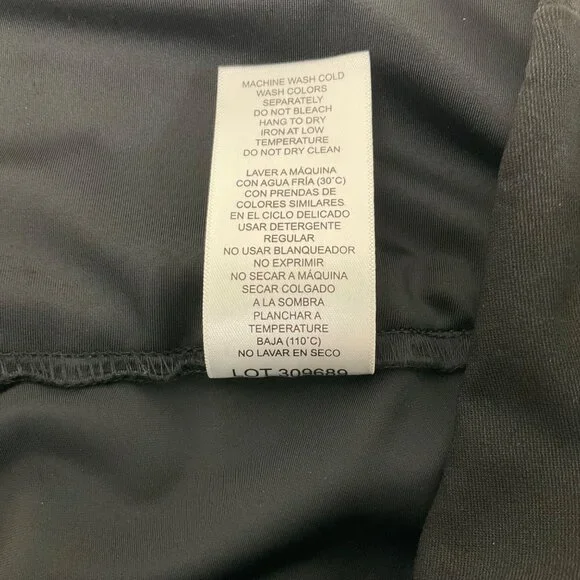 MACHINE WASH COLD
WASH COLORS
SEPARATELY
DO NOT BLEACH
HANG TO DRY
IRON AT LOW
TEMPERATURE
DO NOT DRY CLEAN
LAVER A MÁQUINA
CON AGUA FRÍA (30°C)
CON PRENDAS DE
COLORES SIMILARES
EN EL CICLO DELICADO
USAR DETERGENTE
REGULAR
NO USAR BLANQUEADOR
NO EXPRIMIR
NO SECAR A MÁQUINA
SECAR COLGADO
A LA SOMBRA
PLANCHAR A
TEMPERATURE
BAJA (110°C)
NO LAVAR EN SECO
LOT 309689